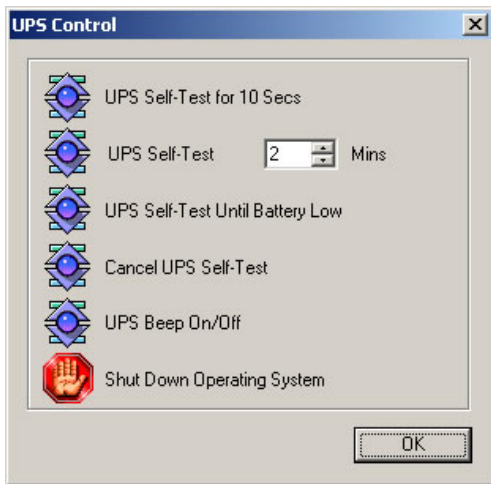 UPS Control
UPS Self-Test for 10 Secs
UPS Self-Test 2 Mins
UPS Self-Test Until Battery Low
Cancel UPS Self-Test
UPS Beep On/Off
Shut Down Operating System
OK